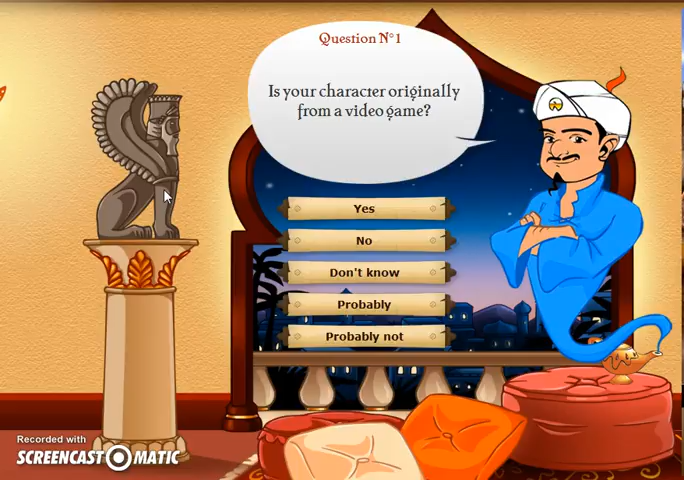 Question N°1
Is your character originally
from a video game?
Yes
No
Don't know
Probably
Probably not
Recorded with
SCREENCAST-O-MATIC